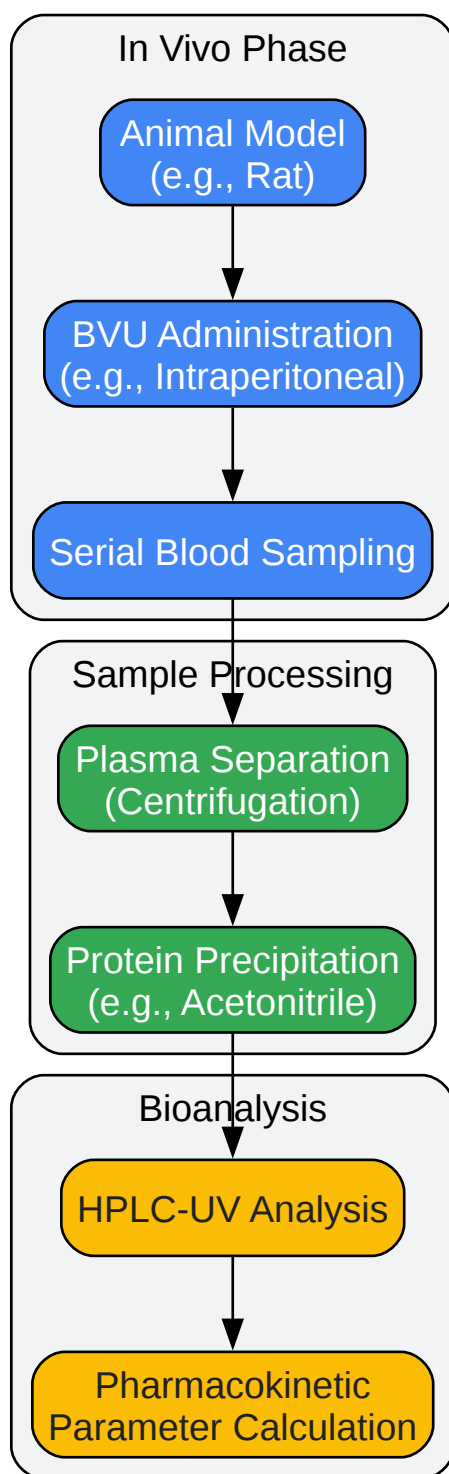 In Vivo Phase
Animal Model
(e.g., Rat)
BVU Administration
(e.g., Intraperitoneal)
Serial Blood Sampling
Sample Processing
Plasma Separation
(Centrifugation)
Protein Precipitation
(e.g., Acetonitrile)
Bioanalysis
HPLC-UV Analysis
Pharmacokinetic
Parameter Calculation